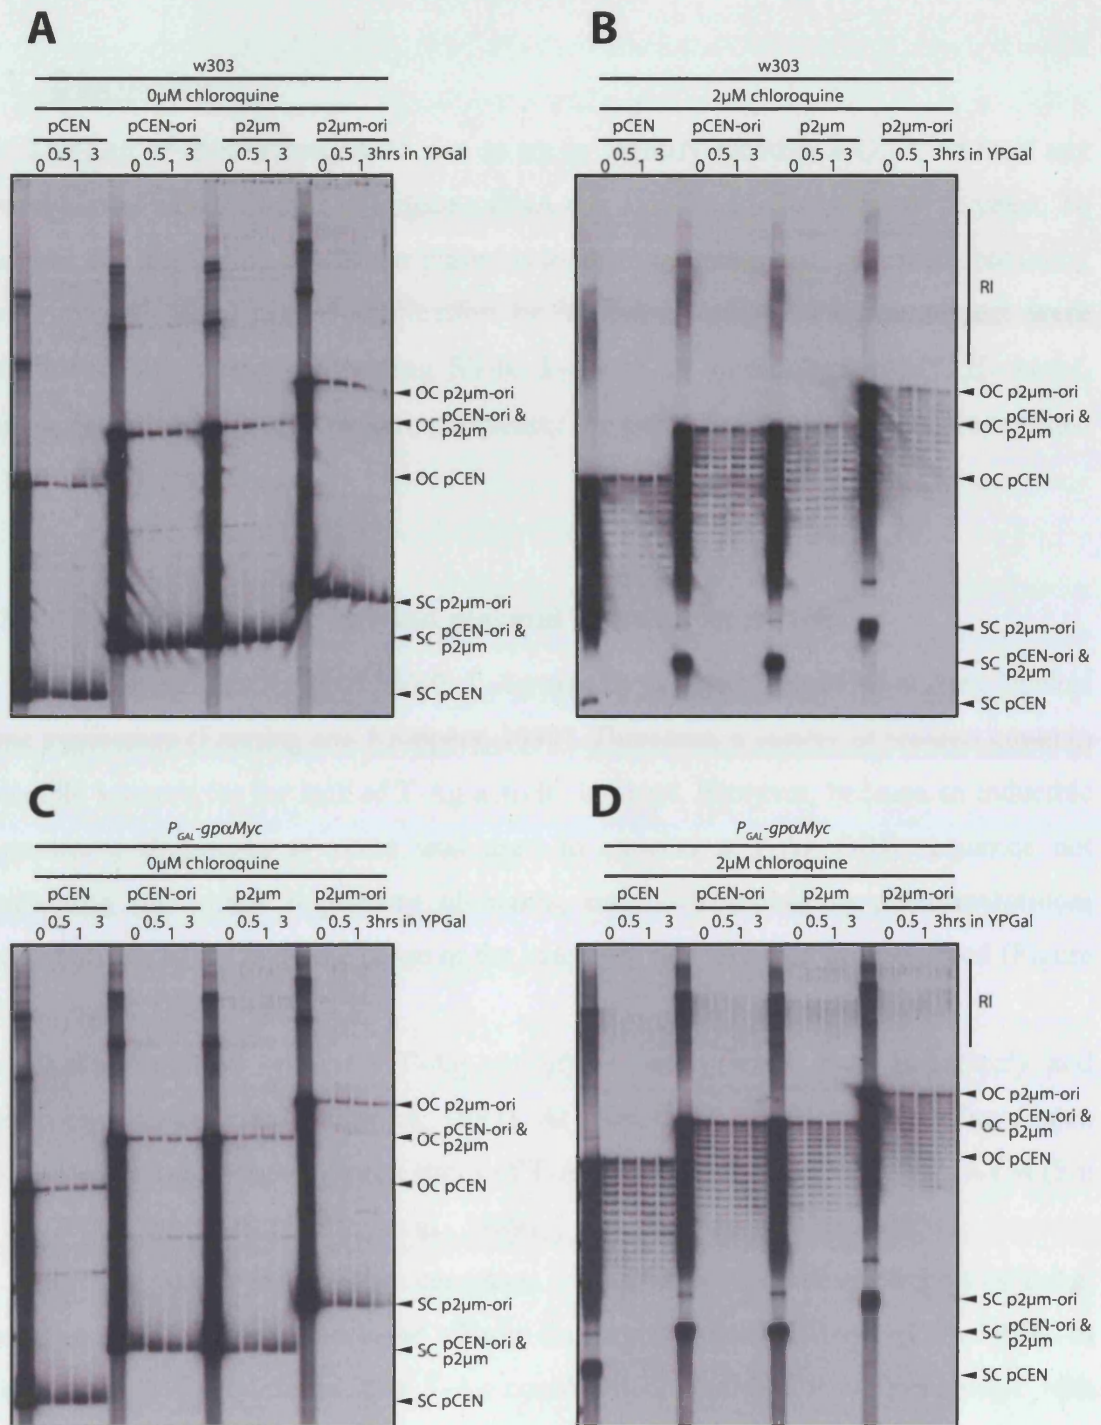 A
w303
0µM chloroquine
pCEN pCEN-ori p2µm p2µm-ori
0 0.5 1 3 0 0.5 1 3 0 0.5 1 3 0 0.5 1 3hrs in YPGal
OC p2µm-ori
OC pCEN-ori & p2µm
OC pCEN
SC p2µm-ori
SC pCEN-ori & p2µm
SC pCEN
B
w303
2µM chloroquine
pCEN pCEN-ori p2µm p2µm-ori
0 0.5 1 3 0 0.5 1 3 0 0.5 1 3 0 0.5 1 3hrs in YPGal
RI
OC p2µm-ori
OC pCEN-ori & p2µm
OC pCEN
SC p2µm-ori
SC pCEN-ori & p2µm
SC pCEN
C
PGAL-gpαMyc
0µM chloroquine
pCEN pCEN-ori p2µm p2µm-ori
0 0.5 1 3 0 0.5 1 3 0 0.5 1 3 0 0.5 1 3hrs in YPGal
OC p2µm-ori
OC pCEN-ori & p2µm
OC pCEN
SC p2µm-ori
SC pCEN-ori & p2µm
SC pCEN
D
PGAL-gpαMyc
2µM chloroquine
pCEN pCEN-ori p2µm p2µm-ori
0 0.5 1 3 0 0.5 1 3 0 0.5 1 3 0 0.5 1 3hrs in YPGal
RI
OC p2µm-ori
OC pCEN-ori & p2µm
OC pCEN
SC p2µm-ori
SC pCEN-ori & p2µm
SC pCEN